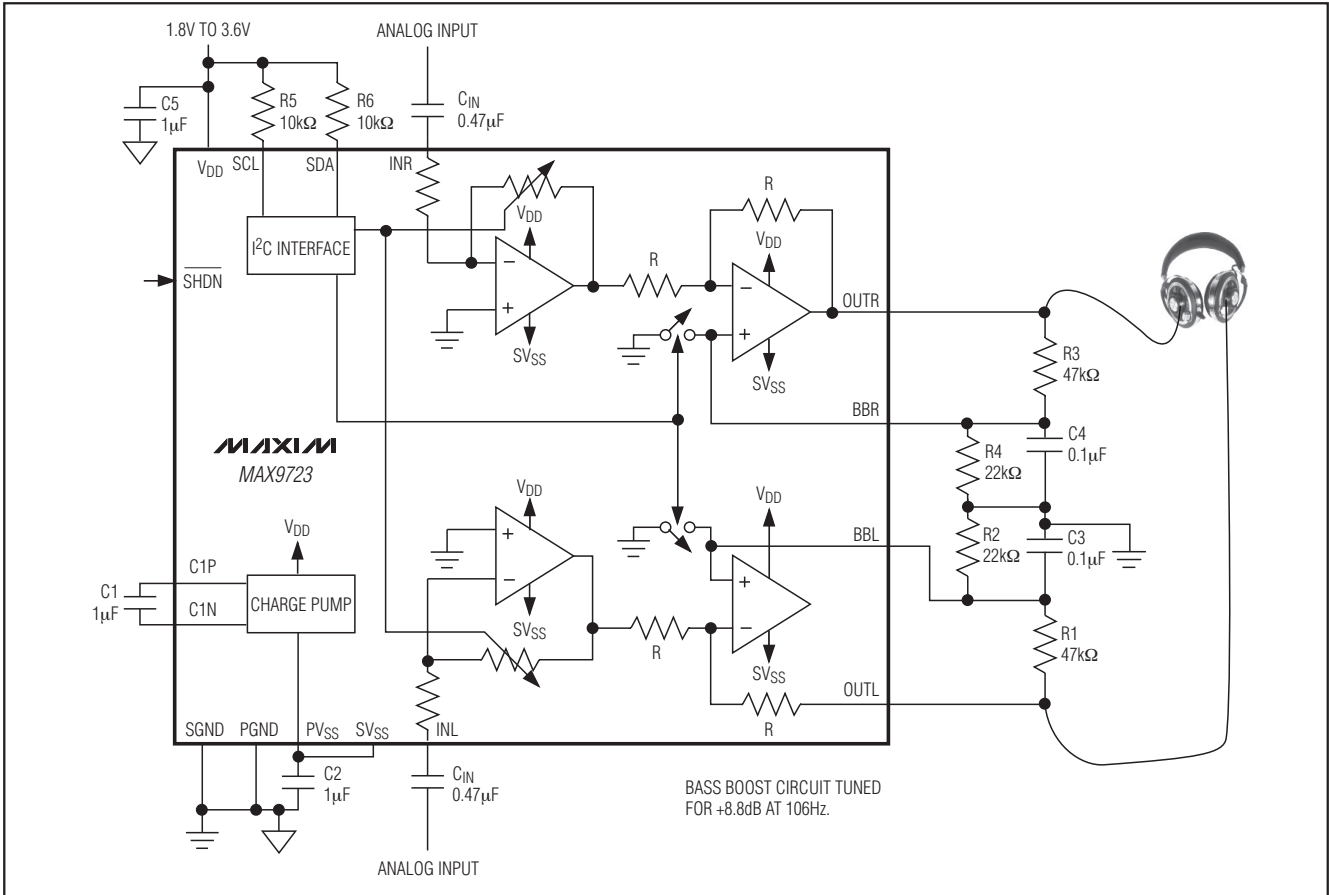 1.8V TO 3.6V
ANALOG INPUT
C5
1µF
R5
10kΩ
R6
10kΩ
CIN
0.47µF
VDD
SCL
SDA
INR
I2C INTERFACE
SHDN
VDD
SVSS
R
R
VDD
SVSS
OUTR
R3
47kΩ
BBR
R4
22kΩ
C4
0.1µF
MAXIM
MAX9723
VDD
C1P
C1
1µF
C1N
CHARGE PUMP
VDD
SVSS
R
VDD
SVSS
BBL
R2
22kΩ
C3
0.1µF
R1
47kΩ
OUTL
R
SGND
PGND
PVSS
SVSS
INL
C2
1µF
CIN
0.47µF
ANALOG INPUT
BASS BOOST CIRCUIT TUNED
FOR +8.8dB AT 106Hz.